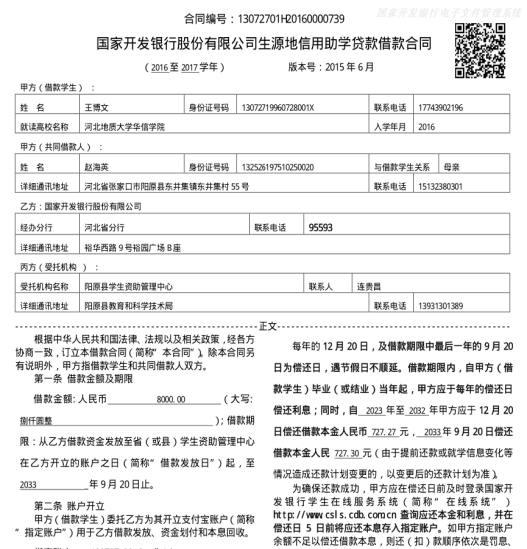 国家开发银行电子文件管理系统
合同编号：13072701H20160000739
国家开发银行股份有限公司生源地信用助学贷款借款合同
（2016 至 2017 学年） 版本号：2015 年 6 月
甲方（借款学生）：
姓 名 王博文 身份证号码 13072719960728001X 联系电话 17743902196
就读高校名称 河北地质大学华信学院 入学年月 2016
甲方（共同借款人）：
姓 名 赵海英 身份证号码 132526197510250020 与借款学生关系 母亲
详细通讯地址 河北省张家口市阳原县东井集镇东井集村 55 号 联系电话 15132380301
乙方：国家开发银行股份有限公司
经办分行 河北省分行 联系电话 95593
详细通讯地址 裕华西路 9 号裕园广场 B 座
丙方（受托机构）：
受托机构名称 阳原县学生资助管理中心 联系人 连贵昌
详细通讯地址 阳原县教育和科学技术局 联系电话 13931301389
正文
根据中华人民共和国法律、法规以及相关政策，经各方
协商一致，订立本借款合同（简称“本合同”）。除本合同另
有说明外，甲方指借款学生和共同借款人双方。
第一条 借款金额及期限
借款金额：人民币 8000.00 （大写：
捌仟圆整 ）；借款期
限：从乙方借款资金发放至省（或县）学生资助管理中心
在乙方开立的账户之日（简称“借款发放日”）起，至
2033 年 9 月 20 日止。
第二条 账户开立
甲方（借款学生）委托乙方为其开立支付宝账户（简称
“指定账户”）用于乙方借款发放、资金划付和本息回收。
每年的 12 月 20 日，及借款期限中最后一年的 9 月 20
日为偿还日，遇节假日不顺延。借款期限内，自甲方（借
款学生）毕业（或结业）当年起，甲方应于每年的偿还日
偿还利息；同时，自 2023 年至 2032 年甲方应于 12 月 20
日偿还借款本金人民币 727.27 元，2033 年 9 月 20 日偿还
借款本金人民 727.30 元（由于提前还款或就学信息变化等
情况造成还款计划变更的，以变更后的还款计划为准）。
为确保还款成功，甲方应在偿还日前及时登录国家开
发银行学生在线服务系统（简称“在线系统”）
http://www.csls.cdb.com.cn 查询应还本金和利息，并在
偿还日 5 日前将应还本息存入指定账户。如甲方指定账户
余额不足以偿还借款本息，则还（扣）款顺序依次是罚息、